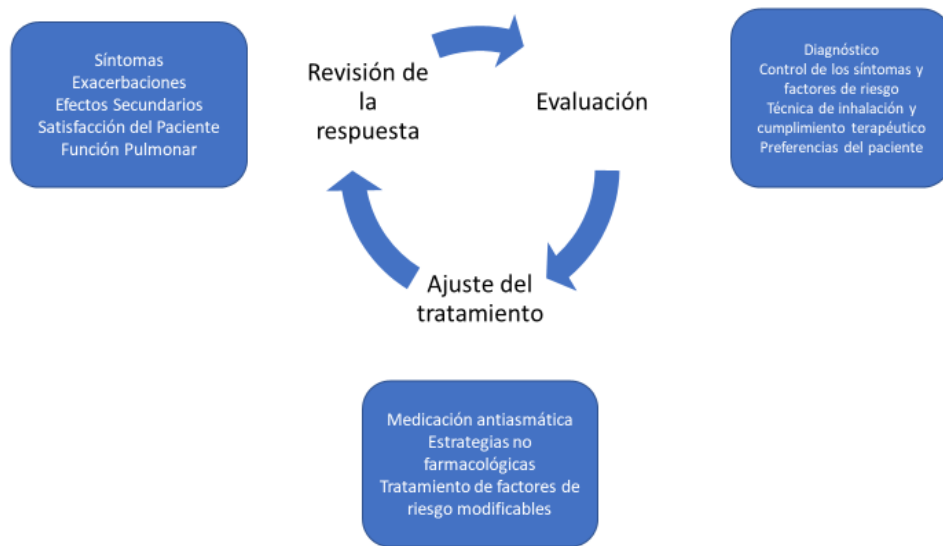 Síntomas
Exacerbaciones
Efectos Secundarios
Satisfacción del Paciente
Función Pulmonar
Revisión de
la
respuesta
Evaluación
Diagnóstico
Control de los síntomas y
factores de riesgo
Técnica de inhalación y
cumplimiento terapéutico
Preferencias del paciente
Ajuste del
tratamiento
Medicación antiasmática
Estrategias no
farmacológicas
Tratamiento de factores de
riesgo modificables